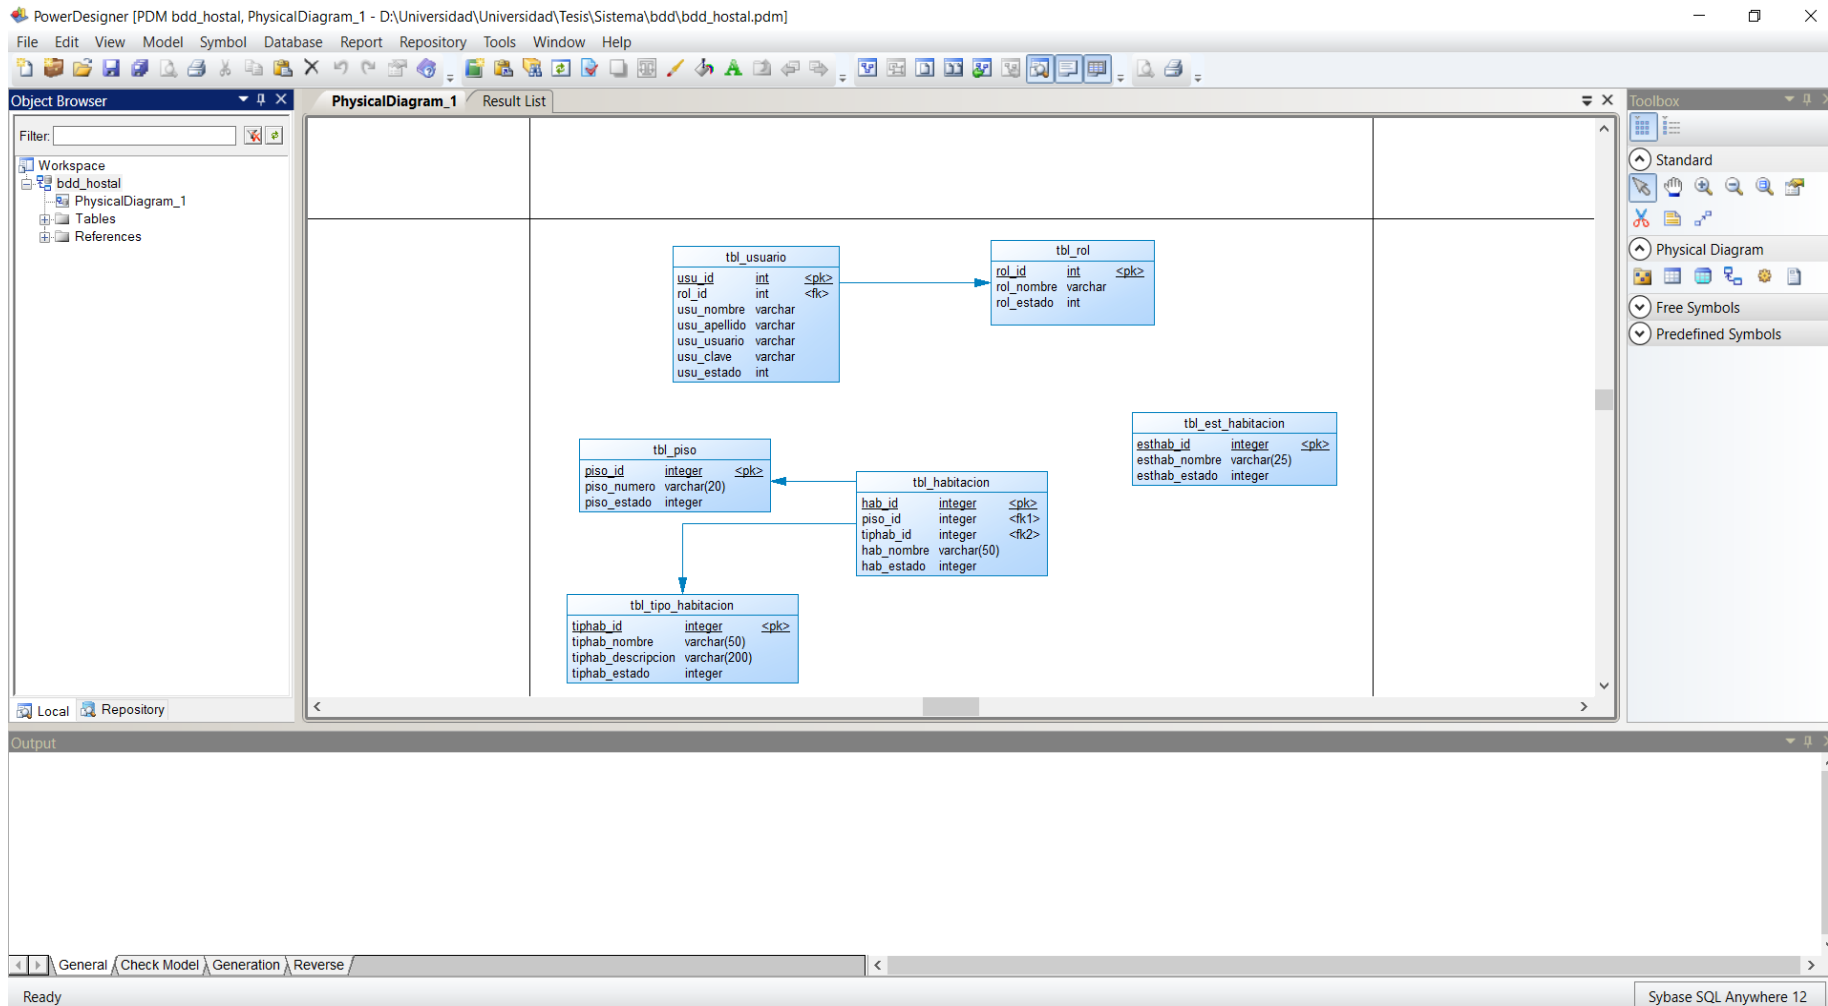 PowerDesigner [PDM bdd_hostal, PhysicalDiagram_1 - D:\Universidad\Universidad\Tesis\Sistema\bdd\bdd_hostal.pdm]
File Edit View Model Symbol Database Report Repository Tools Window Help
Object Browser
PhysicalDiagram_1 Result List
Toolbox
Filter:
Workspace
bdd_hostal
PhysicalDiagram_1
Tables
References
Local Repository
tbl_usuario
usu_id int <pk>
rol_id int <fk>
usu_nombre varchar
usu_apellido varchar
usu_usuario varchar
usu_clave varchar
usu_estado int
tbl_rol
rol_id int <pk>
rol_nombre varchar
rol_estado int
tbl_est_habitacion
esthab_id integer <pk>
esthab_nombre varchar(25)
esthab_estado integer
tbl_piso
piso_id integer <pk>
piso_numero varchar(20)
piso_estado integer
tbl_habitacion
hab_id integer <pk>
piso_id integer <fk1>
tiphab_id integer <fk2>
hab_nombre varchar(50)
hab_estado integer
tbl_tipo_habitacion
tiphab_id integer <pk>
tiphab_nombre varchar(50)
tiphab_descripcion varchar(200)
tiphab_estado integer
Standard
Physical Diagram
Free Symbols
Predefined Symbols
Output
General Check Model Generation Reverse
Ready
Sybase SQL Anywhere 12